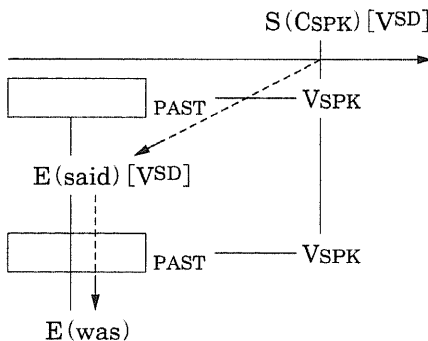 S (CSPK) [VSD]
PAST VSPK
E (said) [VSD]
PAST VSPK
E (was)